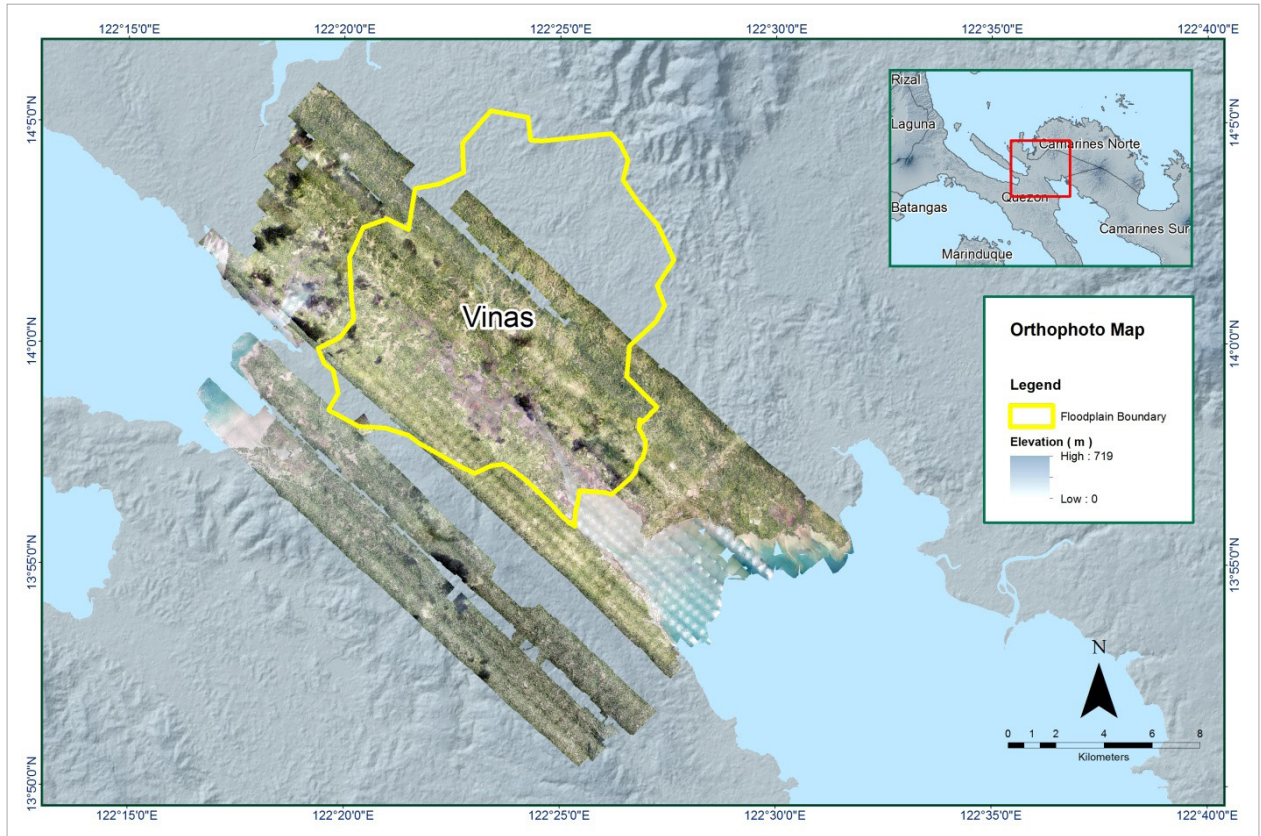 122°15'0"E 122°20'0"E 122°25'0"E 122°30'0"E 122°35'0"E 122°40'0"E
14°5'0"N
14°0'0"N
13°55'0"N
13°50'0"N
Vinas
Rizal
Laguna
Camarines Norte
Quezon
Batangas
Camarines Sur
Marinduque
14°5'0"N
14°0'0"N
13°55'0"N
13°50'0"N
Orthophoto Map
Legend
Floodplain Boundary
Elevation ( m )
High : 719
Low : 0
N
0 1 2 4 6 8
Kilometers
122°15'0"E 122°20'0"E 122°25'0"E 122°30'0"E 122°35'0"E 122°40'0"E